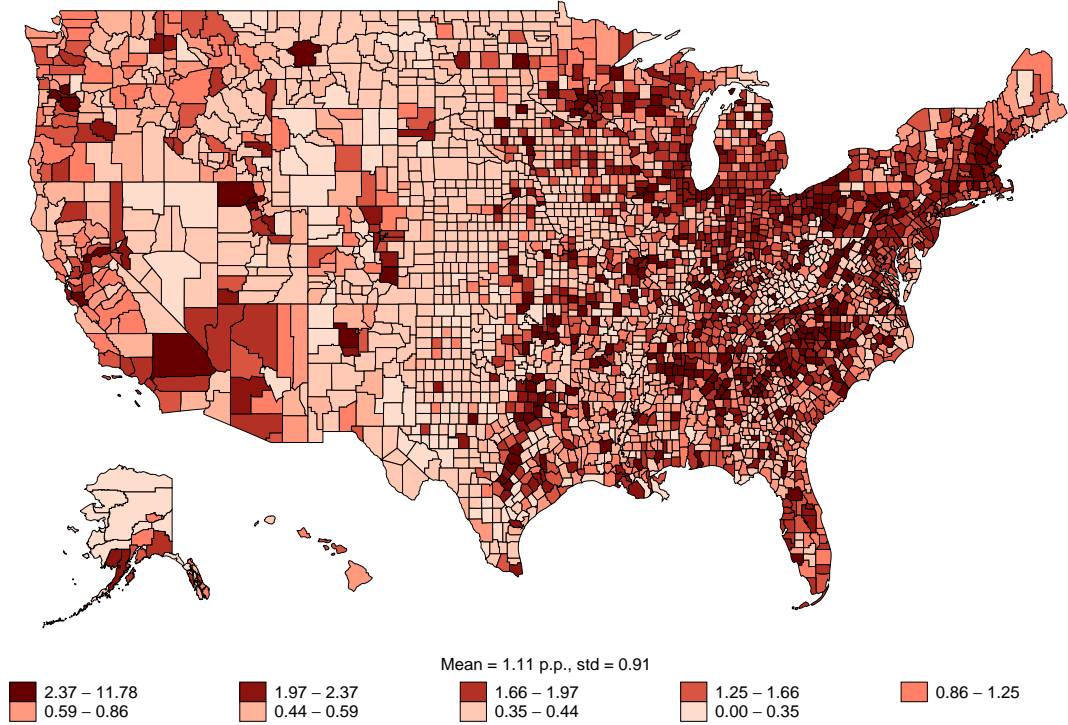 Mean = 1.11 p.p., std = 0.91
2.37 − 11.78 1.97 − 2.37 1.66 − 1.97 1.25 − 1.66 0.86 − 1.25
0.59 − 0.86 0.44 − 0.59 0.35 − 0.44 0.00 − 0.35